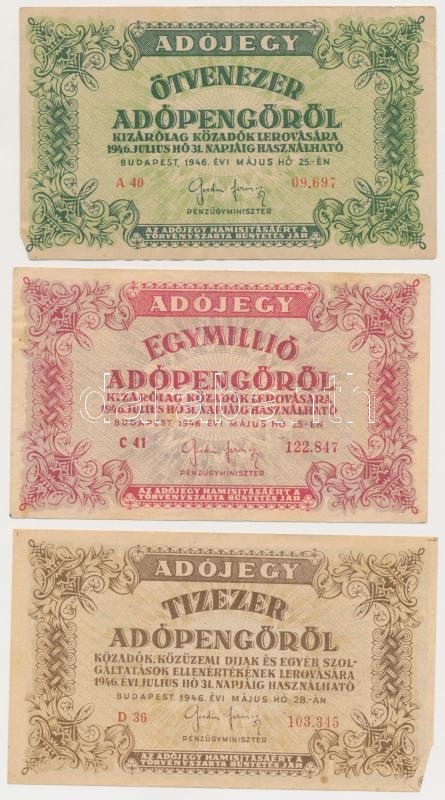 ADÓJEGY
ÖTVENEZER
ADÓPENGŐRŐL
KIZÁRÓLAG KÖZADÓK LEROVÁSÁRA
1946. JULIUS HÓ 31. NAPJÁIG HASZNÁLHATÓ
BUDAPEST, 1946. ÉVI MÁJUS HÓ 25.-ÉN
A 40 09.697
PÉNZÜGYMINISZTER
AZ ADÓJEGY HAMISITÁSÁÉRT A
TÖRVÉNYSZABTA BÜNTETÉS JÁR
ADÓJEGY
EGYMILLIÓ
ADÓPENGŐRŐL
KIZÁRÓLAG KÖZADÓK LEROVÁSÁRA
1946. JULIUS HÓ 31. NAPJÁIG HASZNÁLHATÓ
BUDAPEST, 1946. ÉVI MÁJUS HÓ 25.-ÉN
C 41 122.847
PÉNZÜGYMINISZTER
AZ ADÓJEGY HAMISITÁSÁÉRT A
TÖRVÉNYSZABTA BÜNTETÉS JÁR
ADÓJEGY
TIZEZER
ADÓPENGŐRŐL
KÖZADÓK, KÖZÜZEMI DIJAK ÉS EGYÉB SZOL-
GÁLTATÁSOK ELLENÉRTÉKÉNEK LEROVÁSÁRA
1946. ÉVI JULIUS HÓ 31. NAPJÁIG HASZNÁLHATÓ
BUDAPEST, 1946. ÉVI MÁJUS HÓ 28.-ÁN
D 36 103.345
PÉNZÜGYMINISZTER
AZ ADÓJEGY HAMISITÁSÁÉRT A
TÖRVÉNYSZABTA BÜNTETÉS JÁR